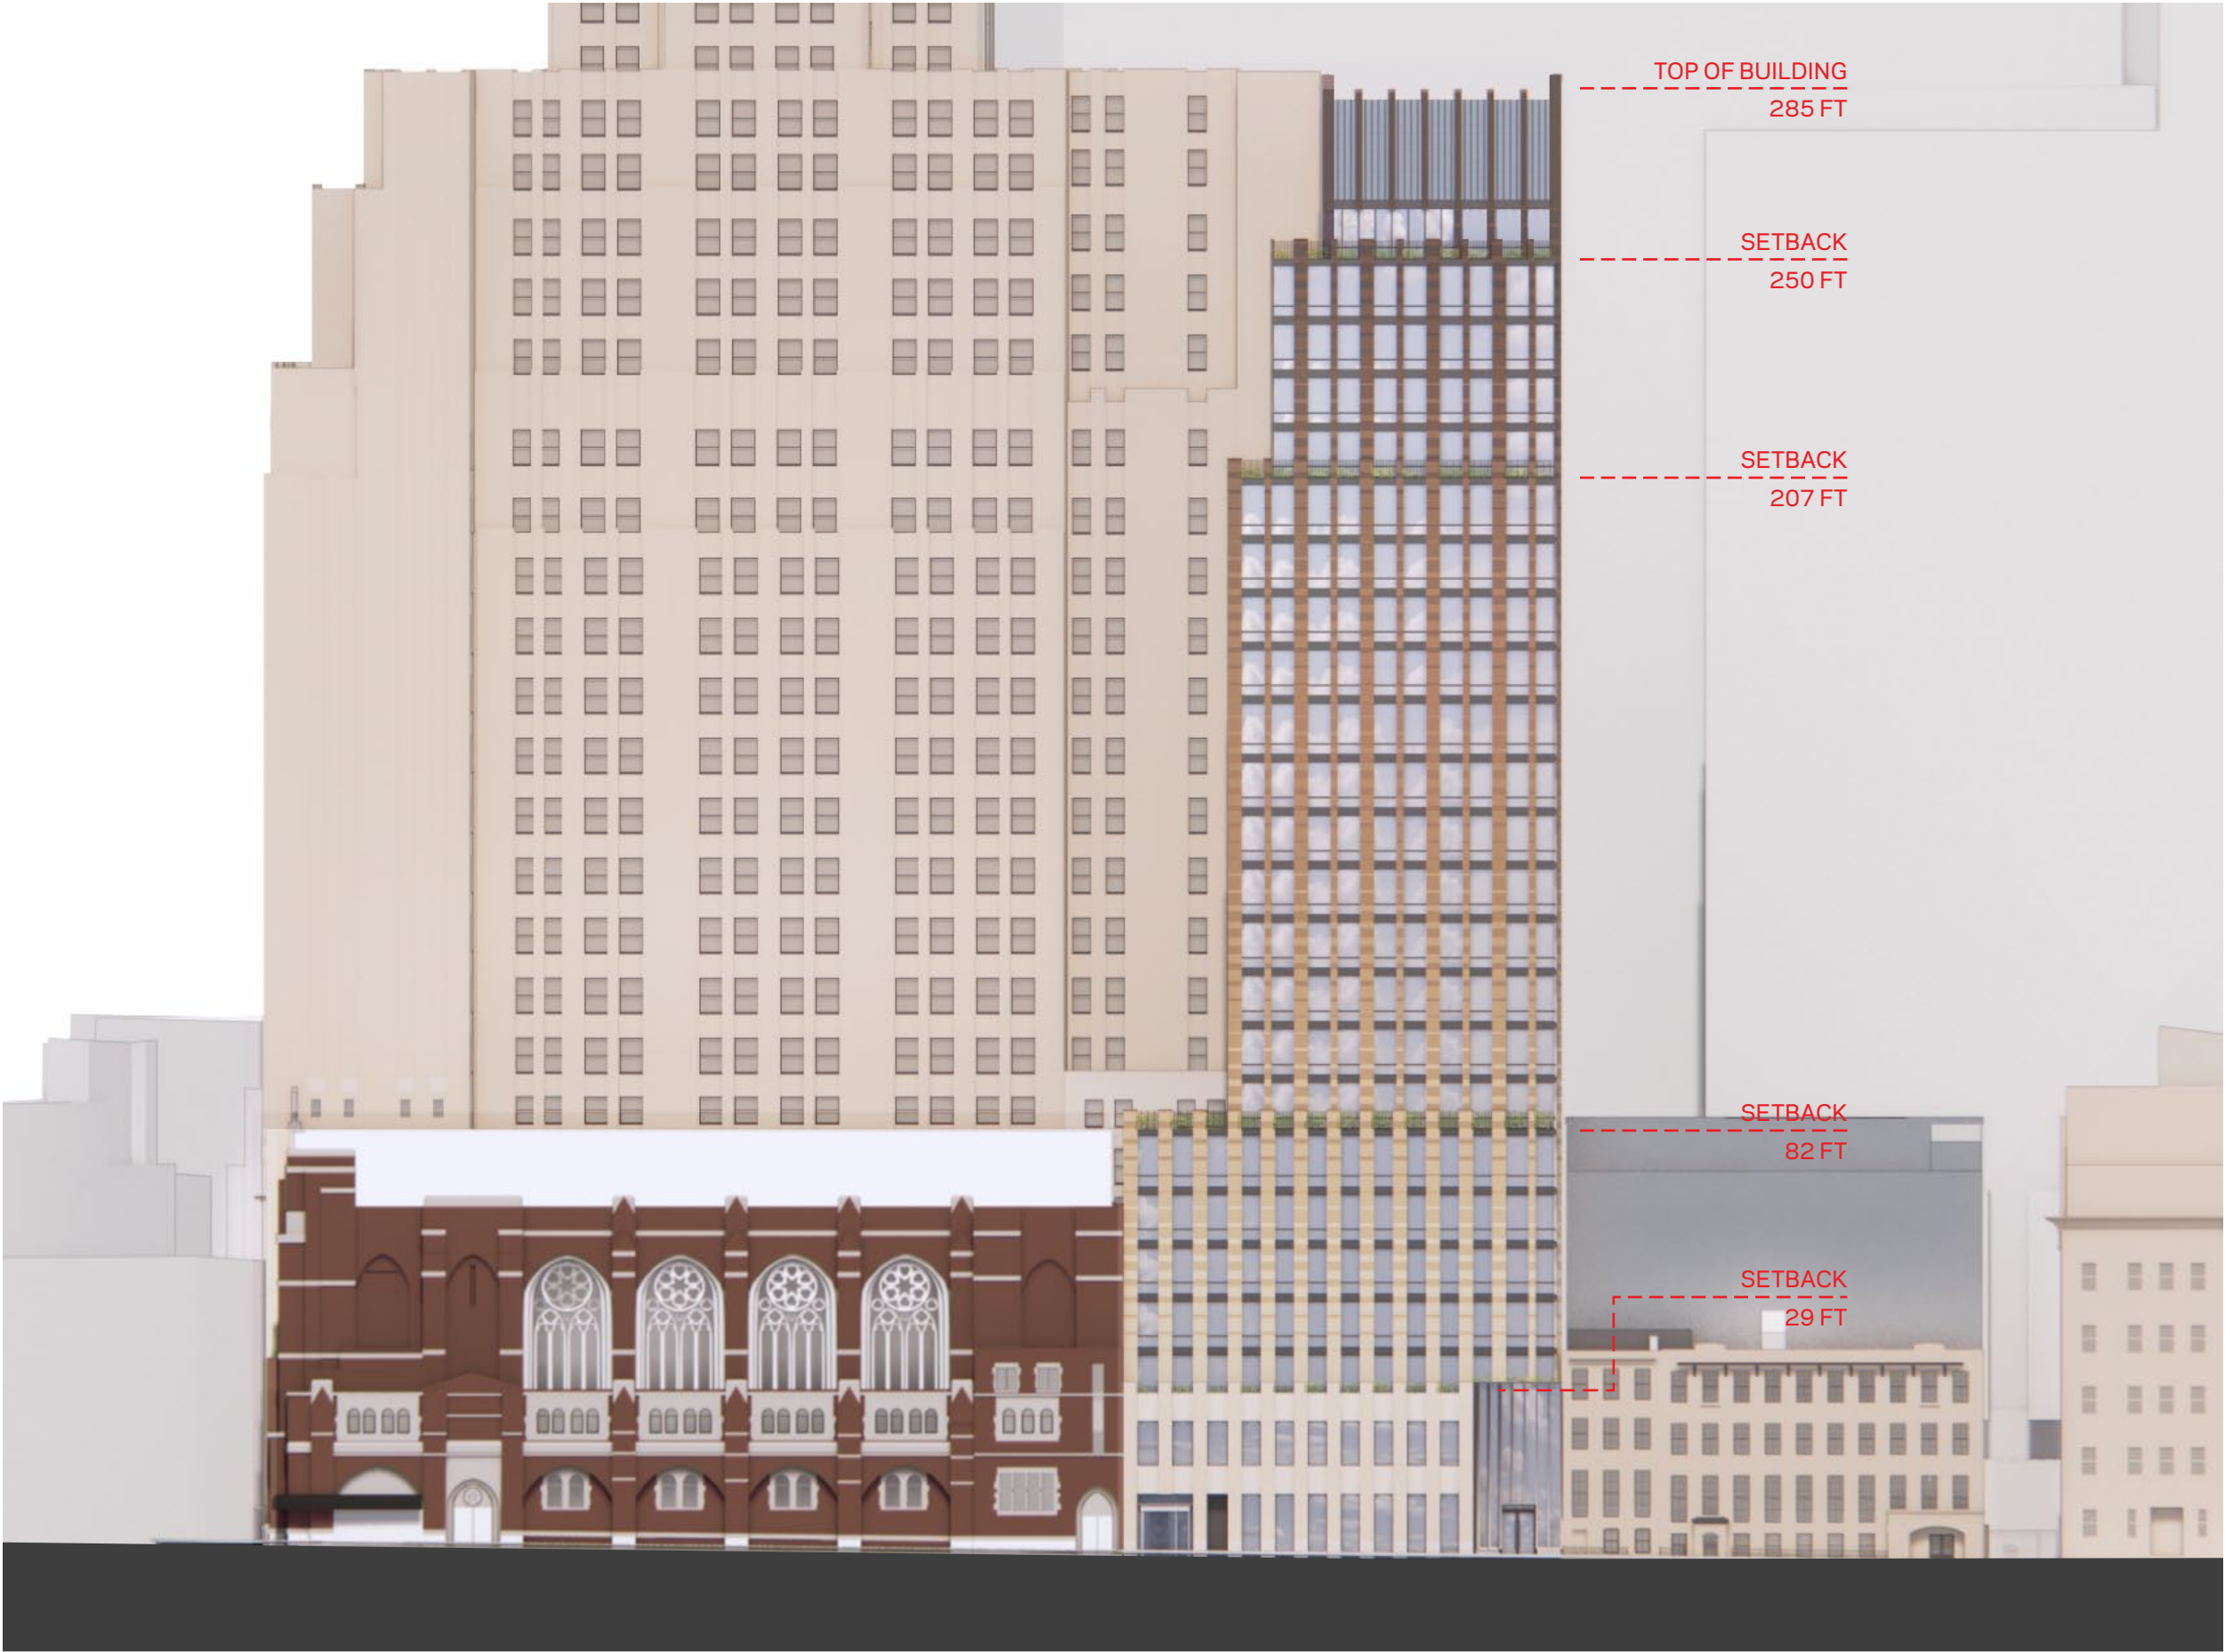 TOP OF BUILDING
285 FT
SETBACK
250 FT
SETBACK
207 FT
SETBACK
82 FT
SETBACK
29 FT